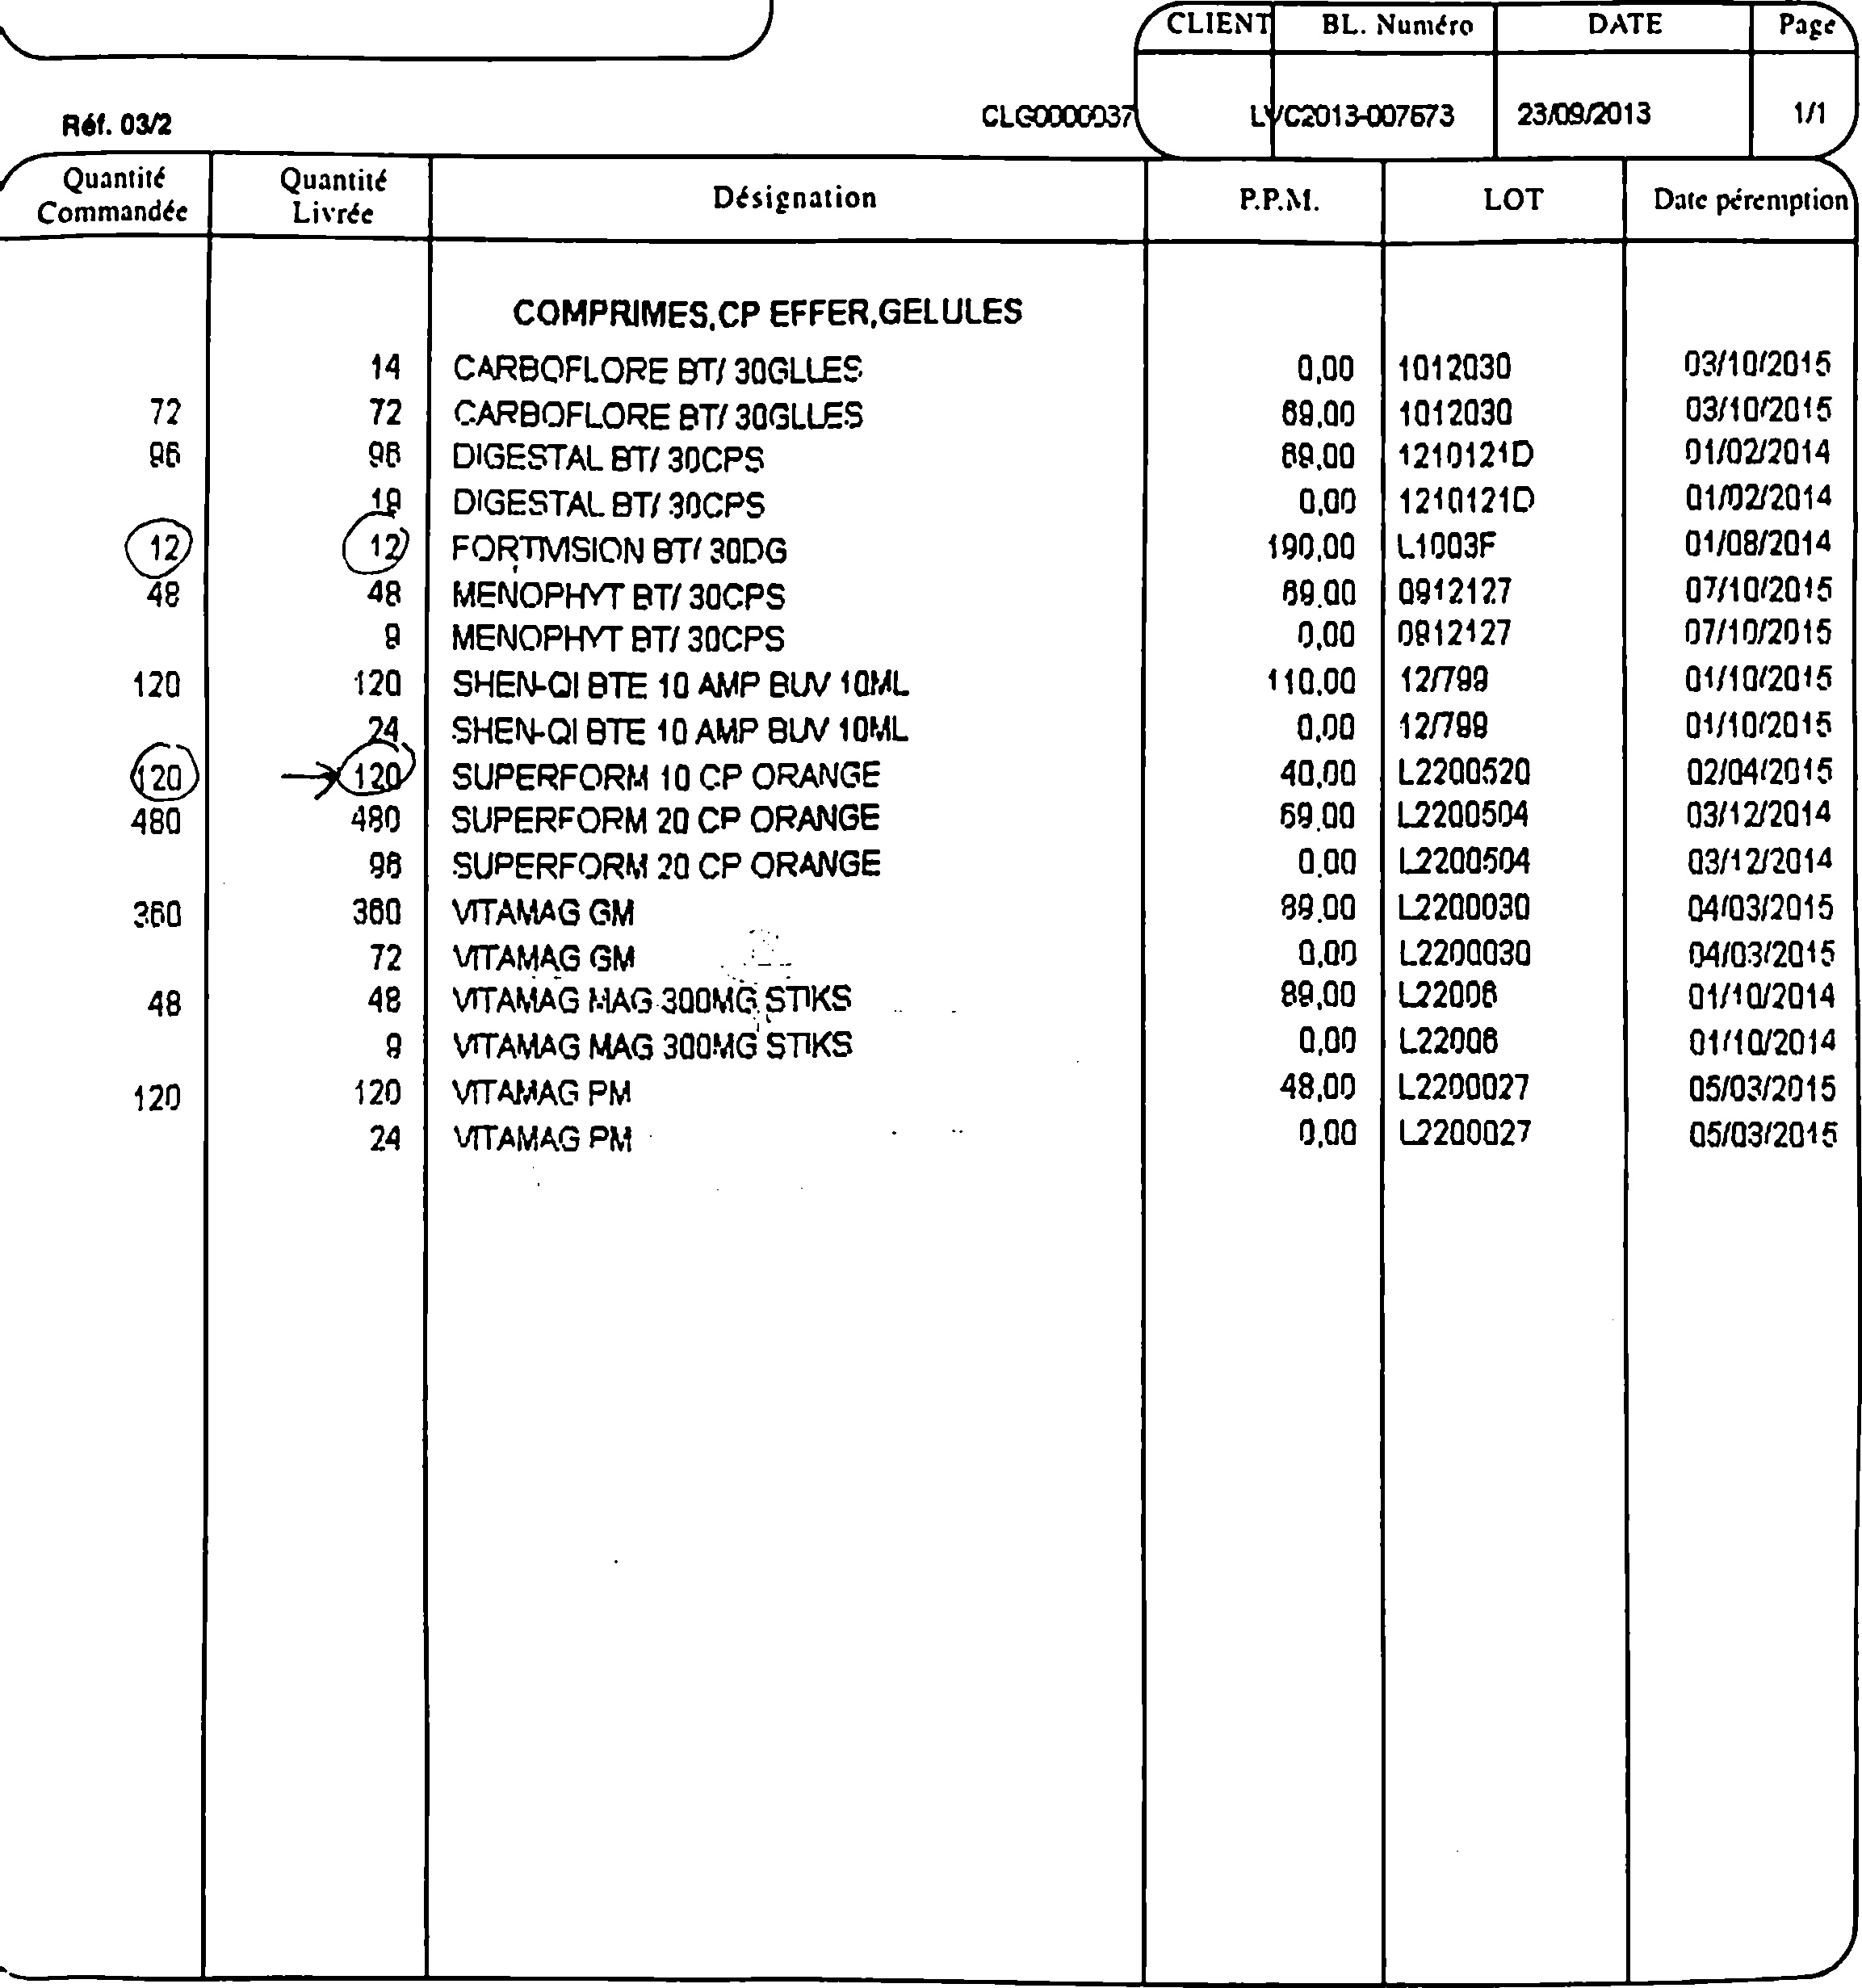 CLIENT BL. Numéro DATE Page
Réf. 03/2 CLG0000037 LVC2013-007673 23/09/2013 1/1
Quantité Commandée Quantité Livrée Désignation P.P.M. LOT Date péremption
COMPRIMES,CP EFFER,GELULES
14 CARBOFLORE BT/ 30GLLES 0,00 1012030 03/10/2015
72 72 CARBOFLORE BT/ 30GLLES 69,00 1012030 03/10/2015
96 96 DIGESTAL BT/ 30CPS 69,00 1210121D 01/02/2014
19 DIGESTAL BT/ 30CPS 0,00 1210121D 01/02/2014
12 12 FORTIVISION BT/ 30DG 190,00 L1003F 01/08/2014
48 48 MENOPHYT BT/ 30CPS 69,00 0912127 07/10/2015
9 MENOPHYT BT/ 30CPS 0,00 0912127 07/10/2015
120 120 SHEN-QI BTE 10 AMP BUV 10ML 110,00 12/799 01/10/2015
24 SHEN-QI BTE 10 AMP BUV 10ML 0,00 12/799 01/10/2015
120 120 SUPERFORM 10 CP ORANGE 40,00 L2200520 02/04/2015
480 480 SUPERFORM 20 CP ORANGE 69,00 L2200504 03/12/2014
96 SUPERFORM 20 CP ORANGE 0,00 L2200504 03/12/2014
360 360 VITAMAG GM 89,00 L2200030 04/03/2015
72 VITAMAG GM 0,00 L2200030 04/03/2015
48 48 VITAMAG MAG 300MG STIKS 89,00 L22006 01/10/2014
9 VITAMAG MAG 300MG STIKS 0,00 L22006 01/10/2014
120 120 VITAMAG PM 48,00 L2200027 05/03/2015
24 VITAMAG PM 0,00 L2200027 05/03/2015